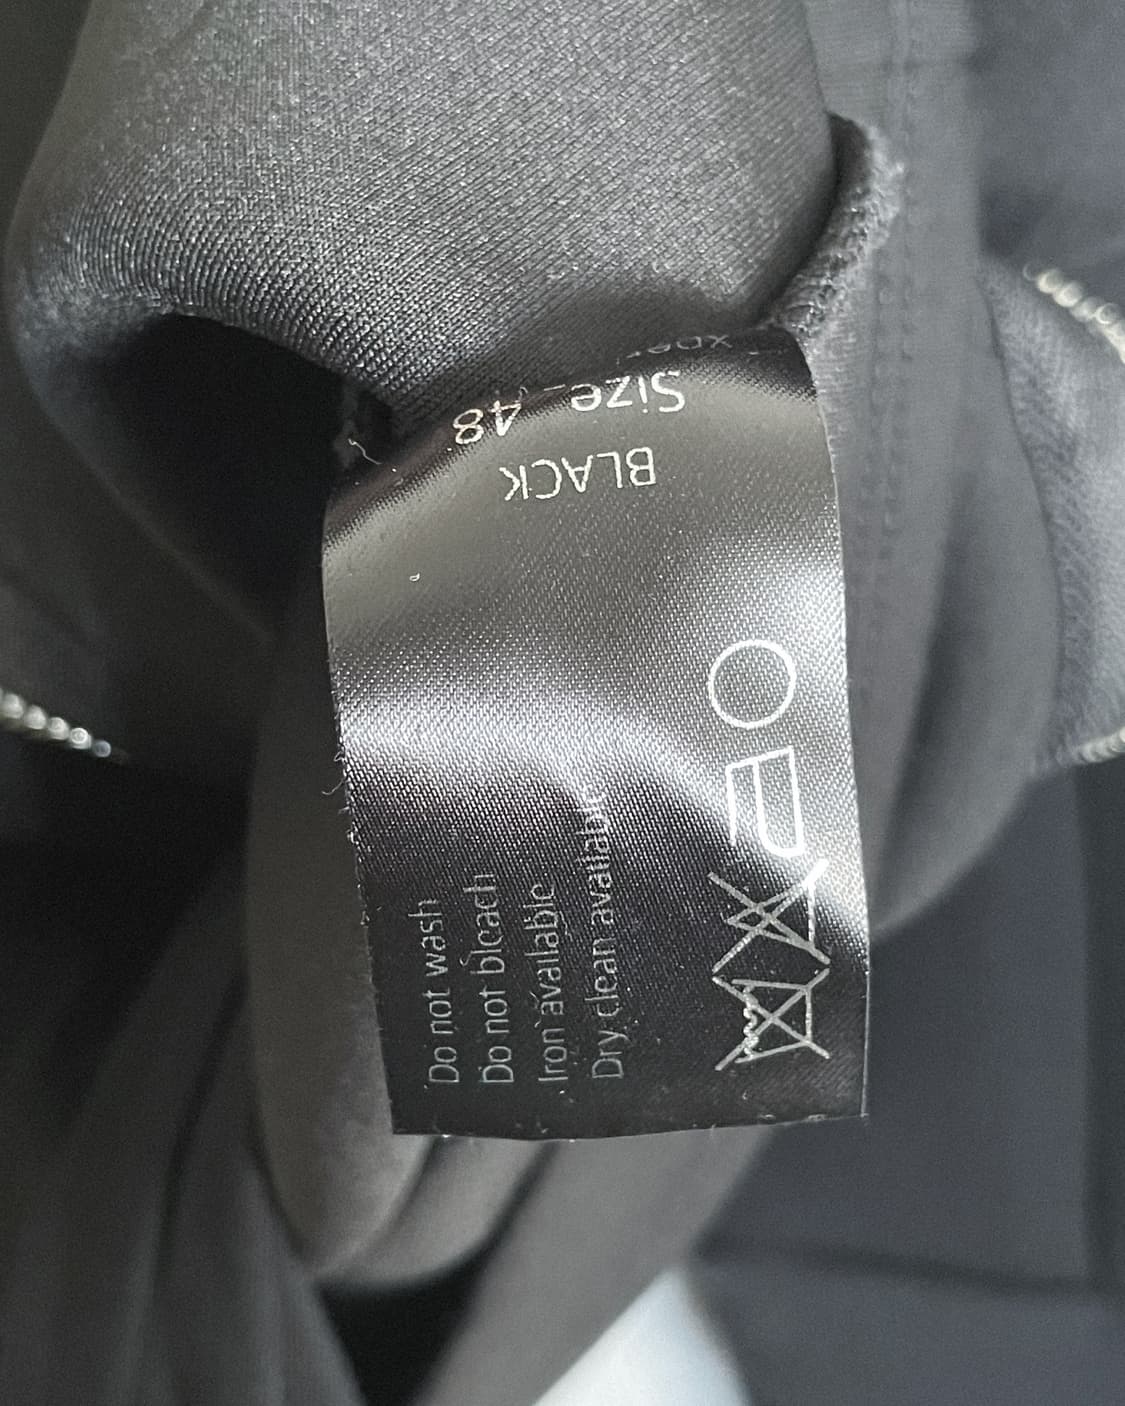 Size 48
BLACK
Do not wash
Do not bleach
Iron available
Dry clean available